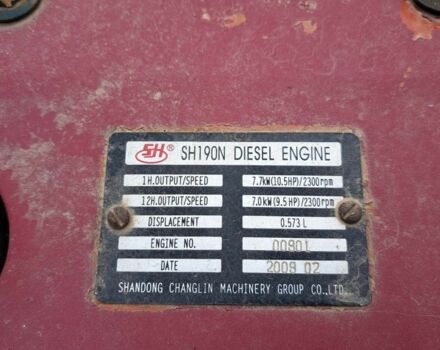 SH® SH190N DIESEL ENGINE
1H.OUTPUT/SPEED 7.7kW(10.5HP)/2300rpm
12H.OUTPUT/SPEED 7.0kW(9.5HP)/2300rpm
DISPLACEMENT 0.573 L
ENGINE NO. 00801
DATE 2008 02
SHANDONG CHANGLIN MACHINERY GROUP CO.,LTD.